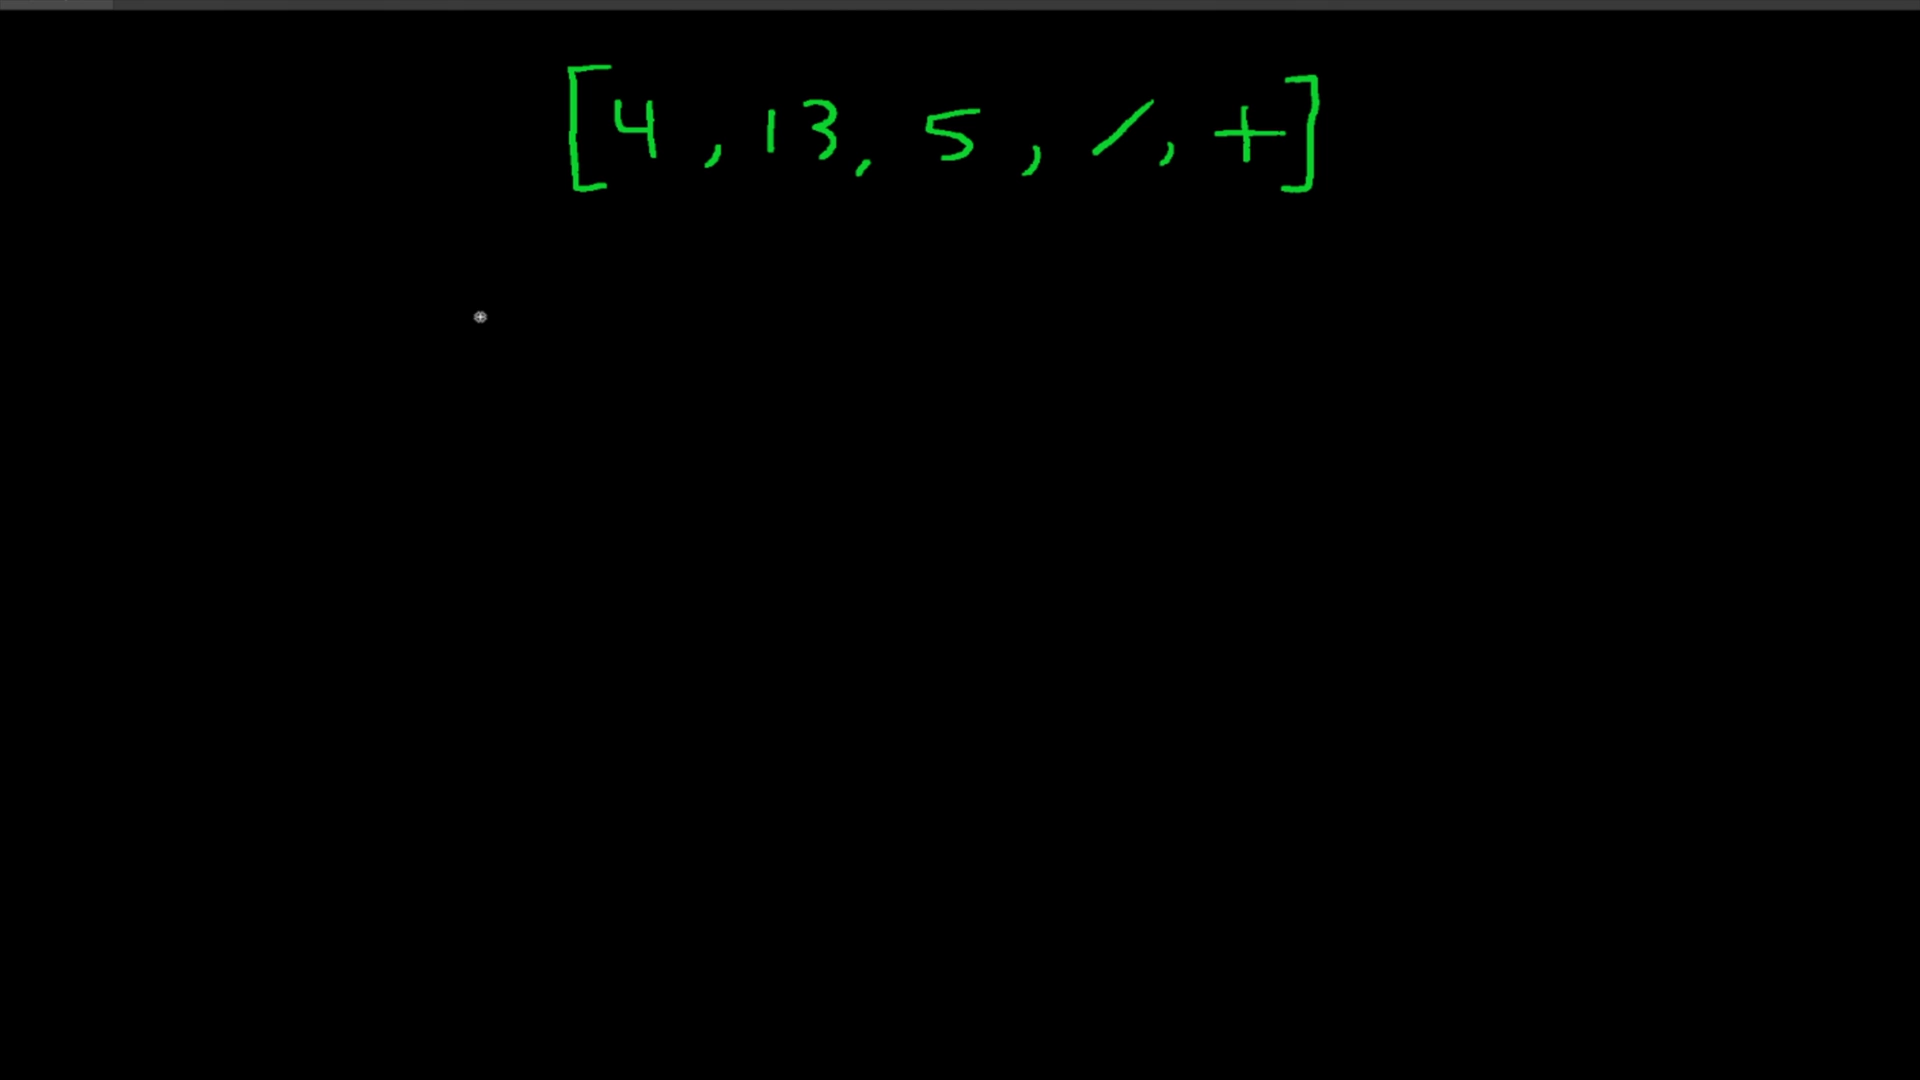 [4, 13, 5, /, +]